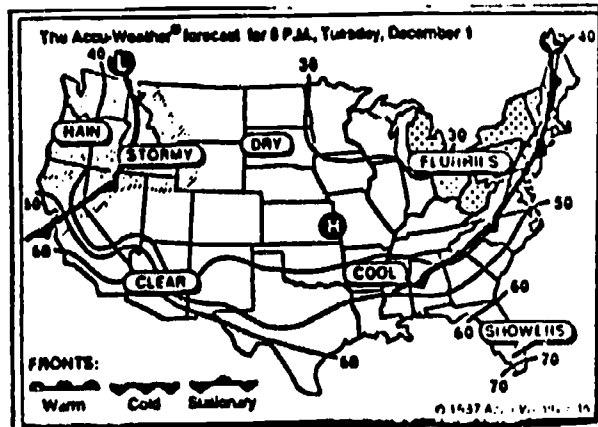 The Accu-Weather® forecast for 8 P.M., Tuesday, December 1
40 L 30 L 40
RAIN
STORMY
DRY
30
FLURRIES
50
50
60
H
CLEAR
COOL
60
60
SHOWERS
60
70
70
FRONTS:
Warm Cold Stationary